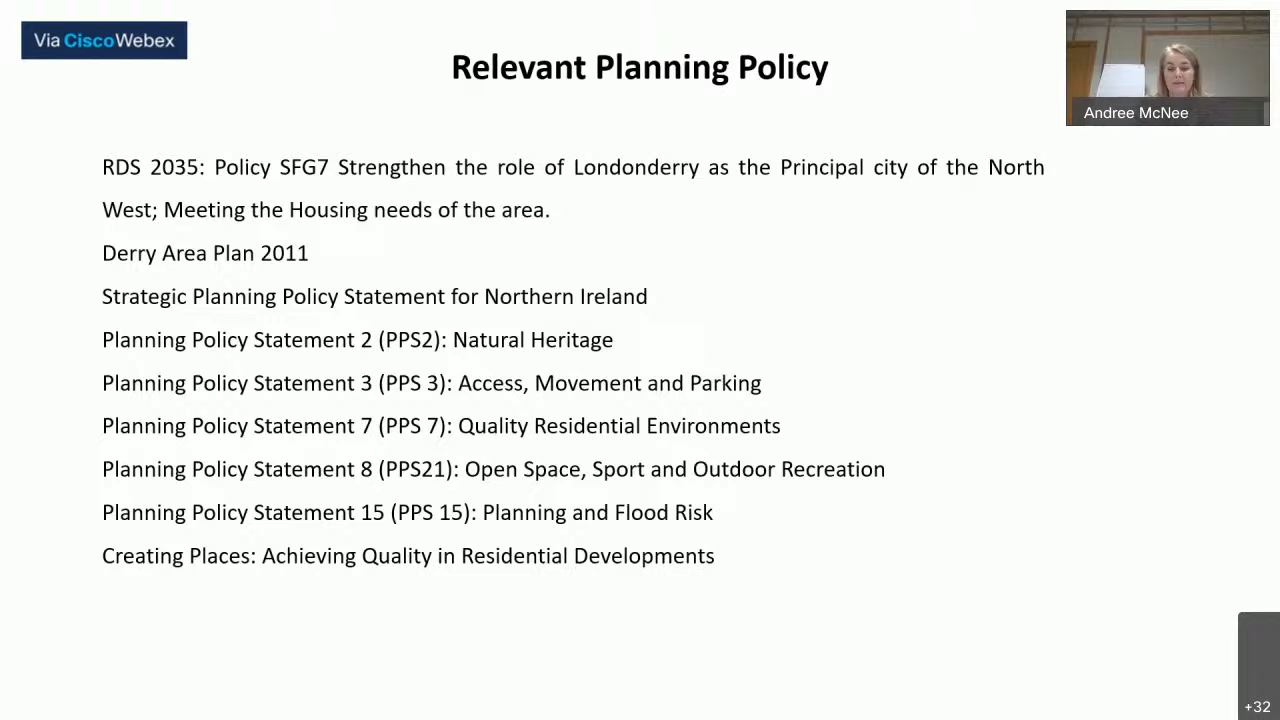 Via Cisco Webex
Relevant Planning Policy
Andree McNee
RDS 2035: Policy SFG7 Strengthen the role of Londonderry as the Principal city of the North
West; Meeting the Housing needs of the area.
Derry Area Plan 2011
Strategic Planning Policy Statement for Northern Ireland
Planning Policy Statement 2 (PPS2): Natural Heritage
Planning Policy Statement 3 (PPS 3): Access, Movement and Parking
Planning Policy Statement 7 (PPS 7): Quality Residential Environments
Planning Policy Statement 8 (PPS21): Open Space, Sport and Outdoor Recreation
Planning Policy Statement 15 (PPS 15): Planning and Flood Risk
Creating Places: Achieving Quality in Residential Developments
+32